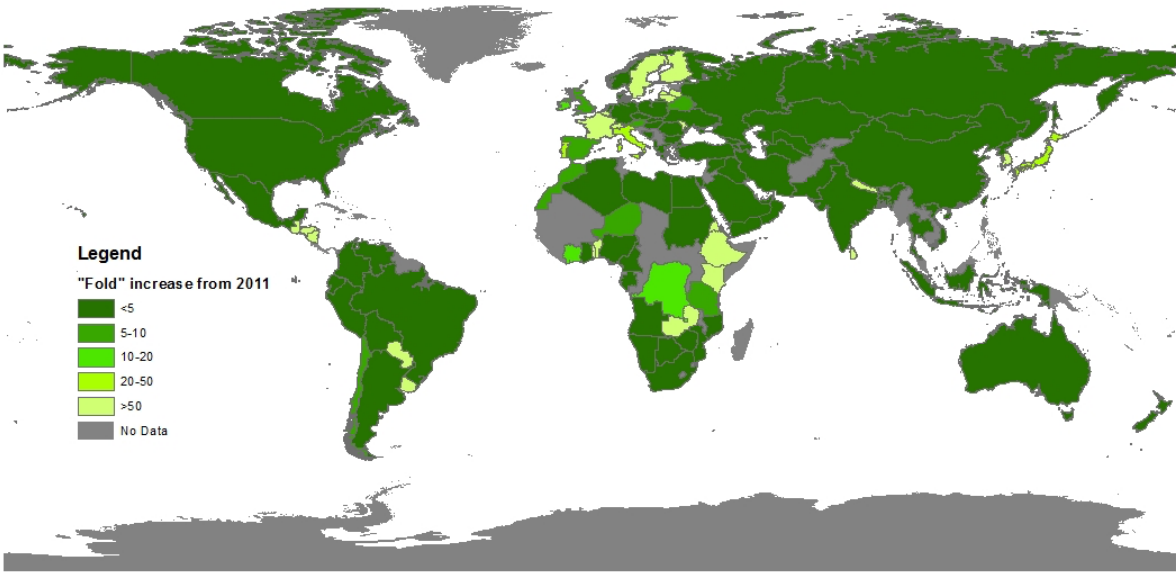 Legend
"Fold" increase from 2011
<5
5-10
10-20
20-50
>50
No Data